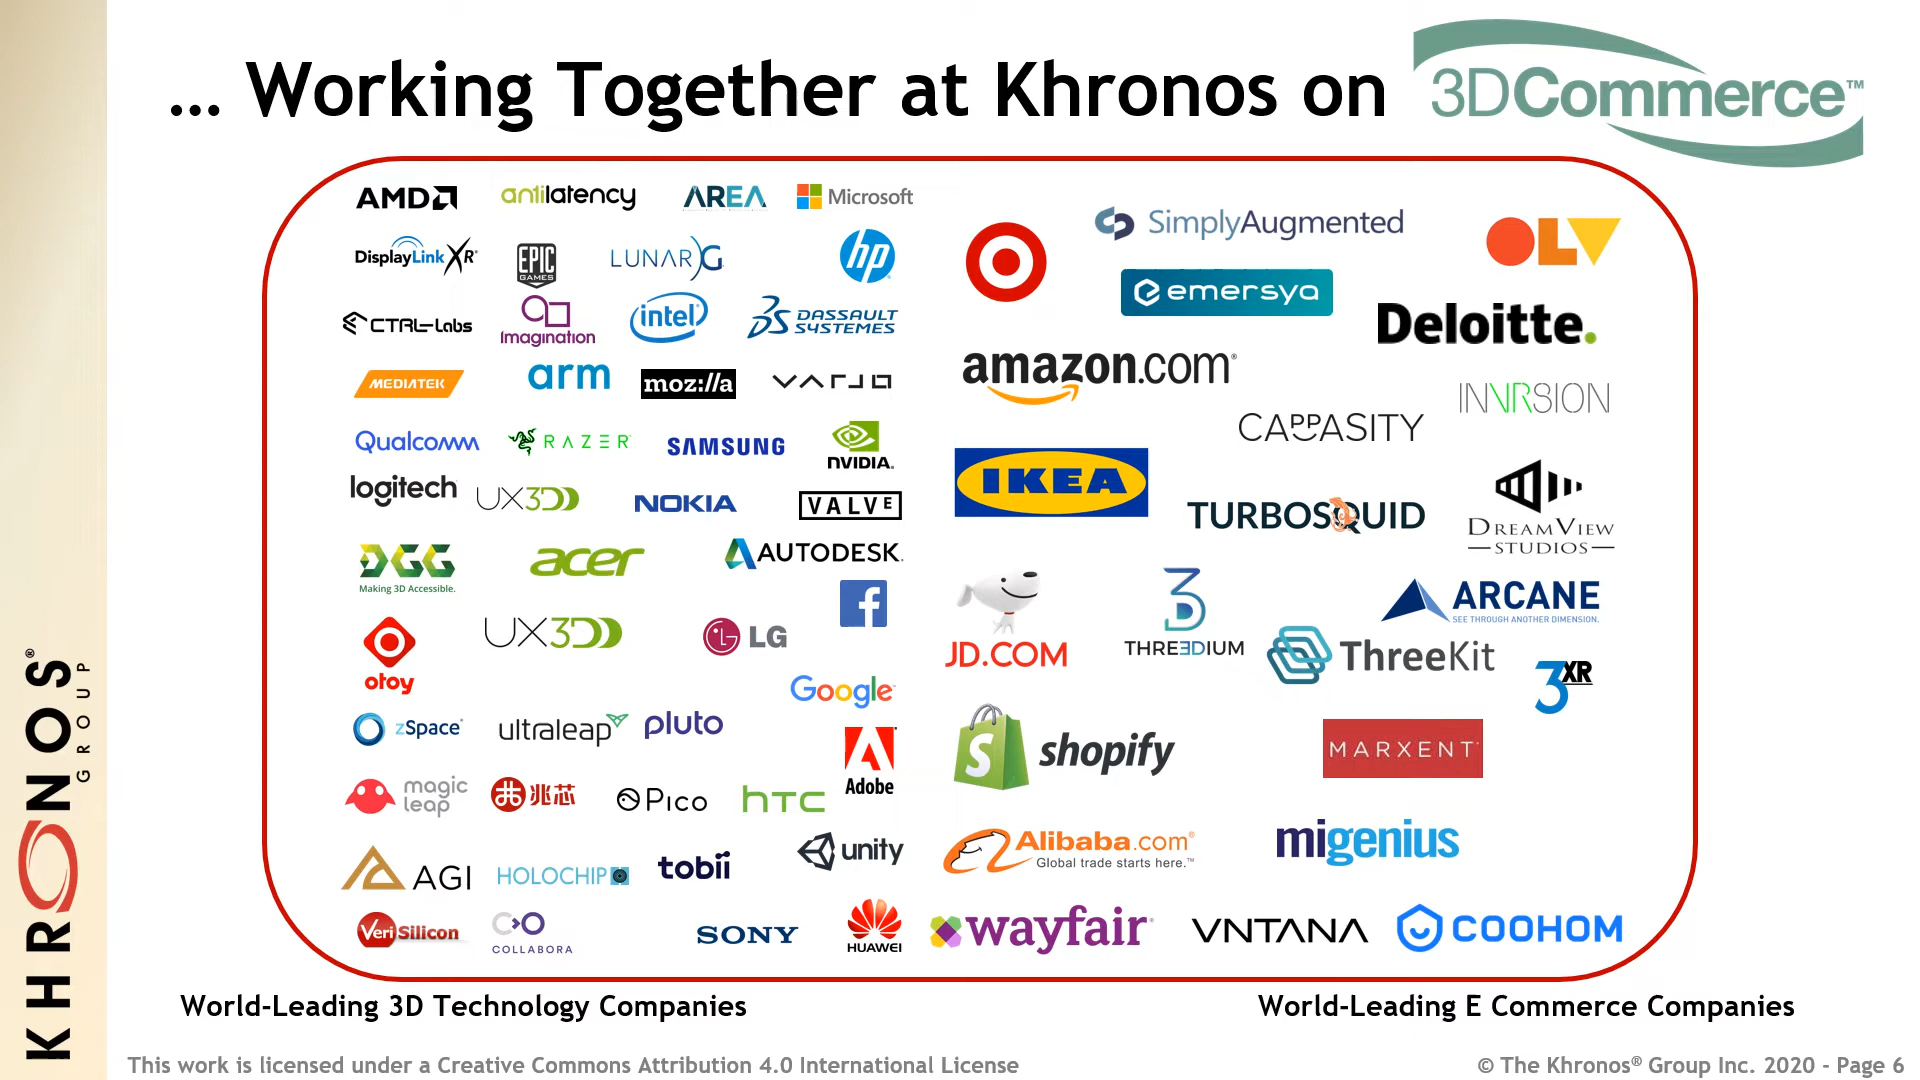 … Working Together at Khronos on
3DCommerce™
AMD
antilatency
AREA
Microsoft
DisplayLink XR®
EPIC
GAMES
LUNAR)G
hp
CTRL-Labs
Imagination
intel
DASSAULT
SYSTEMES
MEDIATEK
arm
moz://a
VARJO
Qualcomm
RAZER
SAMSUNG
NVIDIA.
logitech
UX3D
NOKIA
VALVE
DGG
Making 3D Accessible.
acer
AUTODESK.
f
otoy
UX3D
LG
Google
zSpace®
ultraleap
pluto
Adobe
magic
leap
兆芯
Pico
hTC
AGI
HOLOCHIP
tobii
unity
VeriSilicon
COLLABORA
SONY
HUAWEI
SimplyAugmented
OLV
emersya
Deloitte.
amazon.com®
INVRSION
CAPPASITY
IKEA
TURBOSQUID
DREAMVIEW
STUDIOS
JD.COM
3
THREEDIUM
ARCANE
SEE THROUGH ANOTHER DIMENSION.
ThreeKit
3XR
S shopify
MARXENT
Alibaba.com®
Global trade starts here.™
migenius
wayfair
VNTANA
COOHOM
World-Leading 3D Technology Companies
World-Leading E Commerce Companies
KHRONOS®
GROUP
This work is licensed under a Creative Commons Attribution 4.0 International License
© The Khronos® Group Inc. 2020 - Page 6